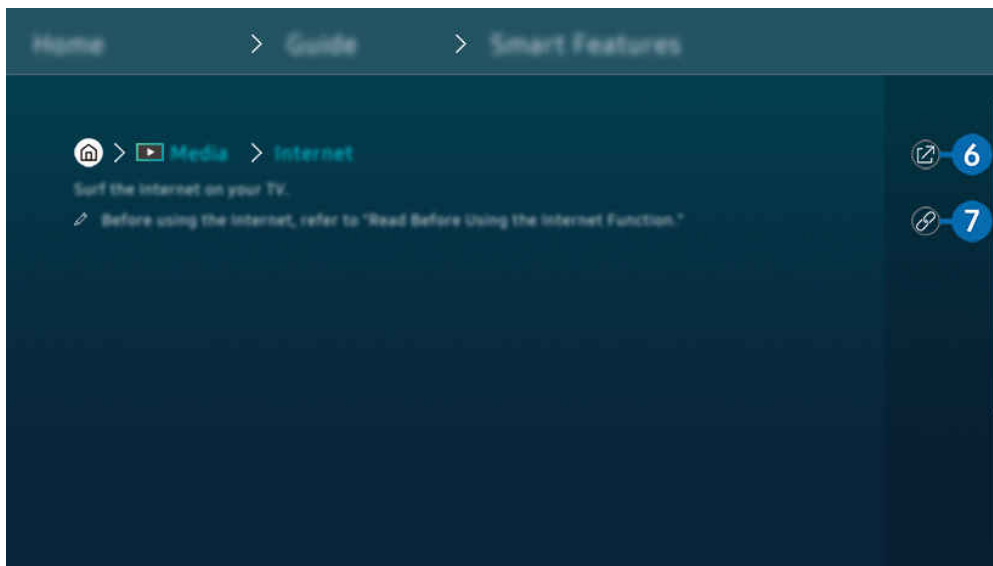 Home > Guide > Smart Features
> Media > Internet
Surf the Internet on your TV.
Before using the Internet, refer to "Read Before Using the Internet Function."
6
7